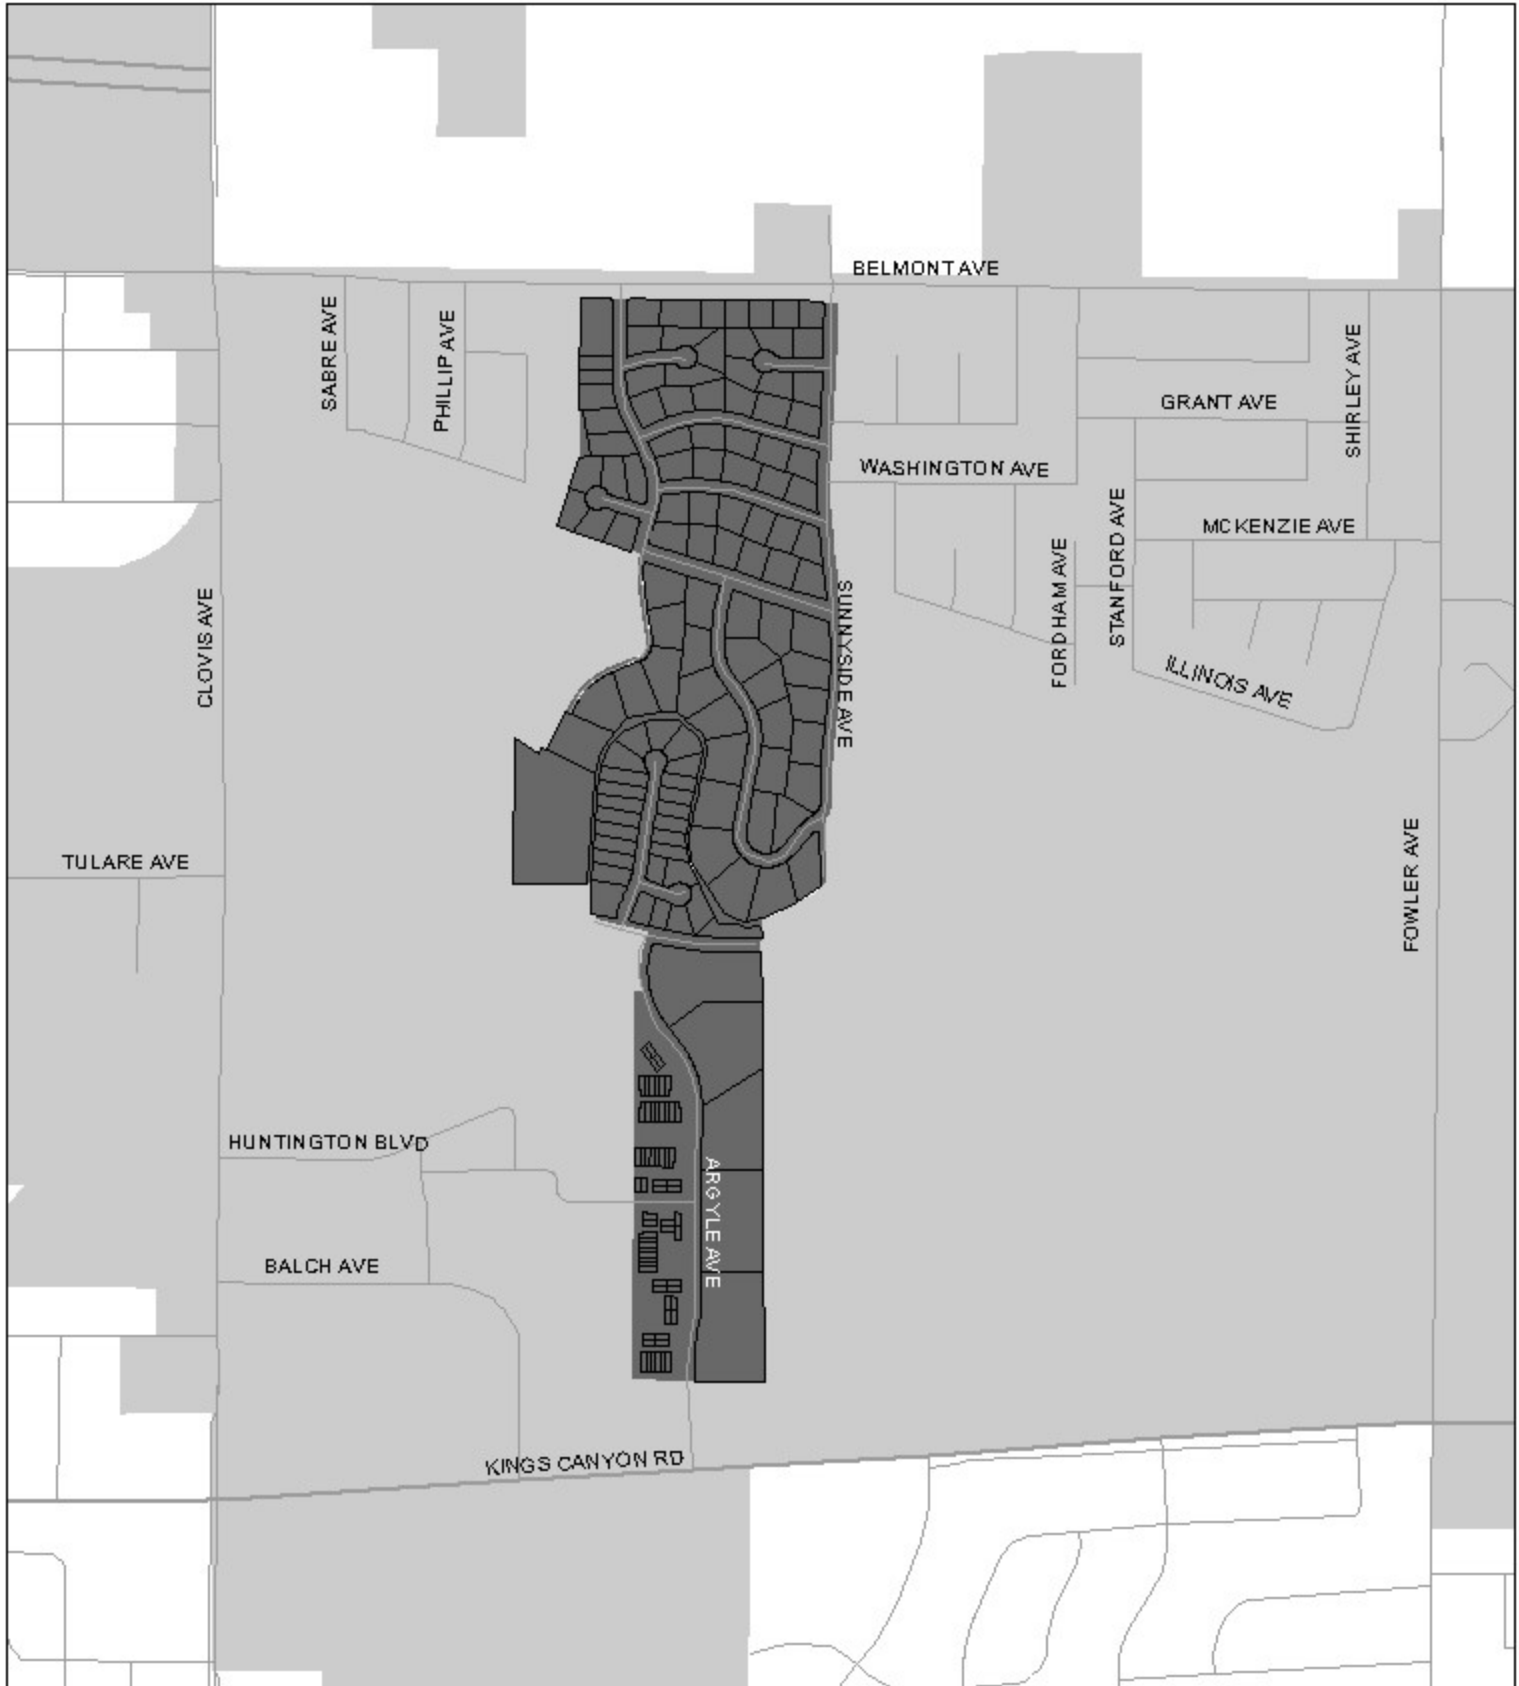 BELMONT AVE
SABRE AVE
PHILLIP AVE
SHIRLEY AVE
GRANT AVE
WASHINGTON AVE
STANFORD AVE
MCKENZIE AVE
FORDHAM AVE
CLOVIS AVE
SUNNYSIDE AVE
ILLINOIS AVE
TULARE AVE
FOWLER AVE
HUNTINGTON BLVD
ARGYLE AVE
BALCH AVE
KINGS CANYON RD